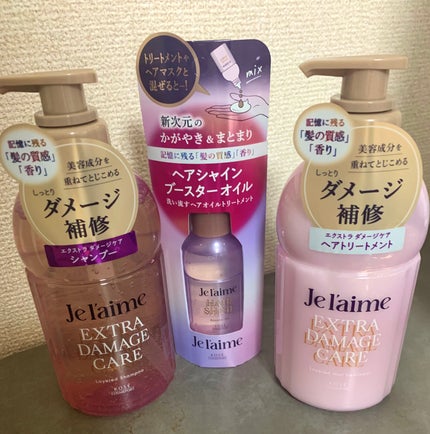 記憶に残る
「髪の質感」
「香り」
美容成分を
重ねてとじめる
しっとり
ダメージ
補修
エクストラ ダメージケア
シャンプー
Je l'aime
EXTRA
DAMAGE
CARE
KOSÉ
トリートメントや
ヘアマスクと
混ぜると…!
mix
新次元の
かがやき&まとまり
記憶に残る「髪の質感」「香り」
ヘアシャイン
ブースターオイル
洗い流すヘアオイルトリートメント
Je l'aime
HAIR
SHINE
Je l'aime
KOSÉ
記憶に残る
「髪の質感」
「香り」
美容成分を
重ねてとじめる
しっとり
ダメージ
補修
エクストラ ダメージケア
ヘアトリートメント
Je l'aime
EXTRA
DAMAGE
CARE
KOSÉ